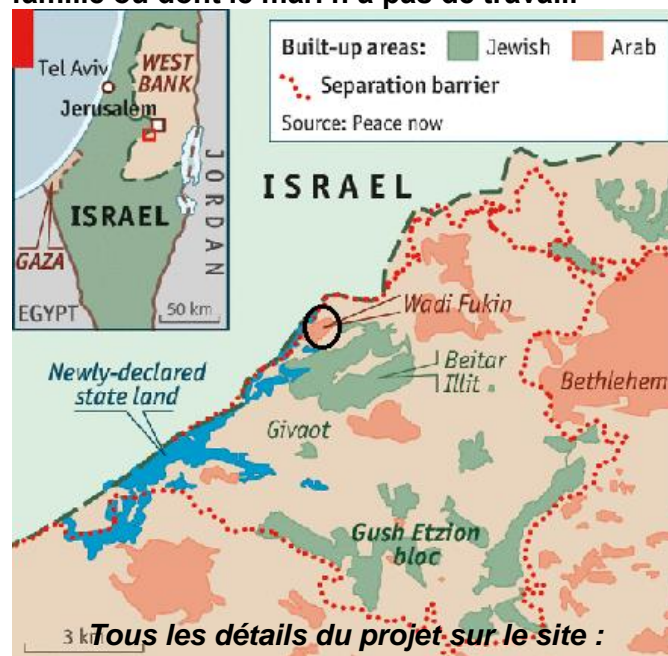 famille ou dont le mari n'a pas de travail.
Built-up areas: Jewish Arab
Separation barrier
Source: Peace now
Tel Aviv
WEST
BANK
Jerusalem
JORDAN
ISRAEL
GAZA
EGYPT
50 km
ISRAEL
Wadi Fukin
Beitar
Illit
Bethlehem
Newly-declared
state land
Givaot
Gush Etzion
bloc
3 km
Tous les détails du projet sur le site :